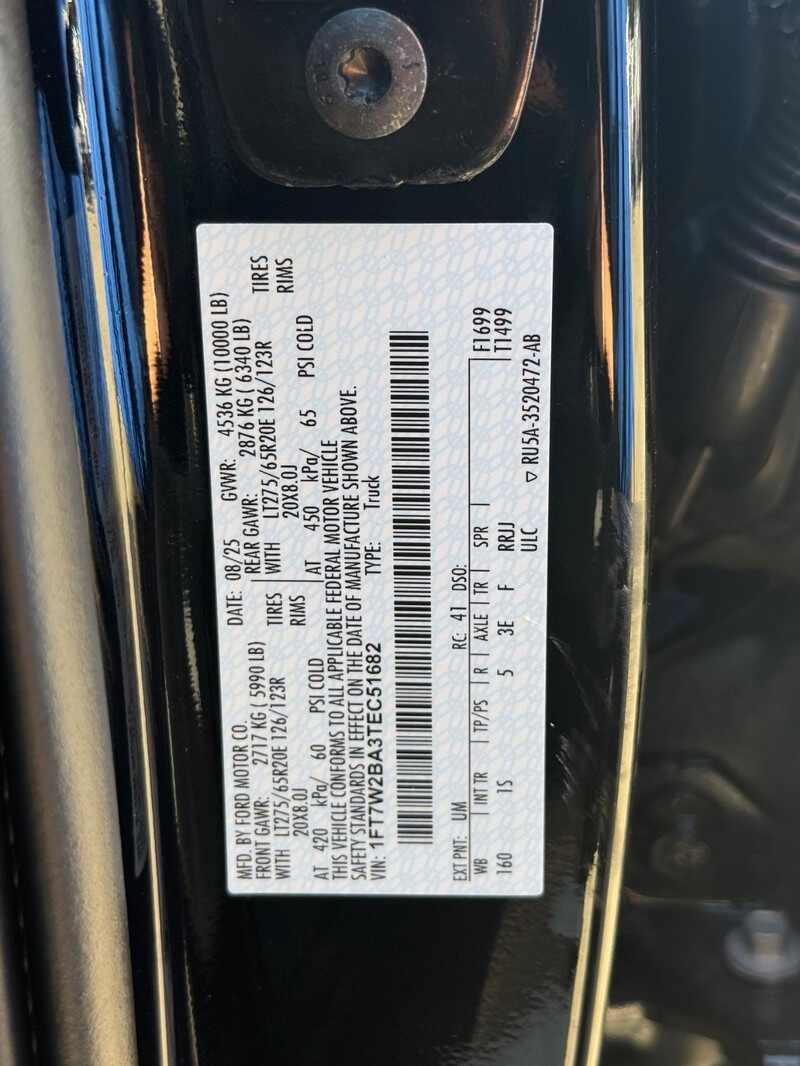 MFD. BY FORD MOTOR CO.
DATE: 08/25 GVWR: 4536 KG (10000 LB)
FRONT GAWR: 2717 KG ( 5990 LB)
REAR GAWR: 2876 KG ( 6340 LB)
WITH LT275/65R20E 126/123R TIRES
WITH LT275/65R20E 126/123R TIRES
20X8.0J RIMS
20X8.0J RIMS
AT 420 kPa/ 60 PSI COLD
AT 450 kPa/ 65 PSI COLD
THIS VEHICLE CONFORMS TO ALL APPLICABLE FEDERAL MOTOR VEHICLE
SAFETY STANDARDS IN EFFECT ON THE DATE OF MANUFACTURE SHOWN ABOVE.
VIN: 1FT7W2BA3TEC51682 TYPE: Truck
EXT PNT: UM RC: 41 DSO: F1699
WB INT TR TP/PS R AXLE TR SPR T1499
160 1S 5 3E F RRJJ
ULC ▽ RU5A-3520472-AB